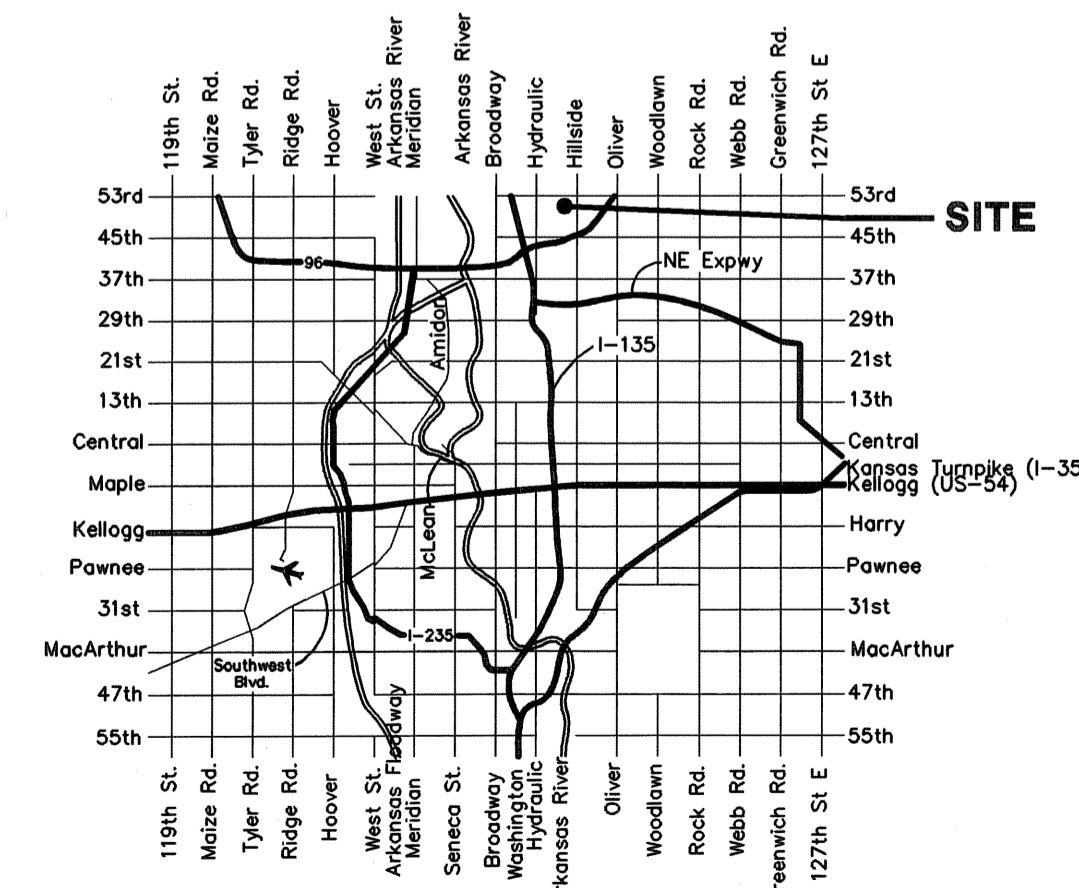 119th St.
Maize Rd.
Tyler Rd.
Ridge Rd.
Hoover
West St.
Arkansas River
Meridian
Arkansas River
Broadway
Hydraulic
Hillside
Oliver
Woodlawn
Rock Rd.
Webb Rd.
Greenwich Rd.
127th St E
53rd
45th
37th
29th
21st
13th
Central
Maple
Kellogg
Pawnee
31st
MacArthur
47th
55th
53rd
SITE
45th
37th
29th
21st
13th
Central
Kansas Turnpike (I-35
Kellogg (US-54)
Harry
Pawnee
31st
MacArthur
47th
55th
96
NE Expwy
Amidon
I-135
McLean
I-235
Southwest
Blvd.
119th St.
Maize Rd.
Tyler Rd.
Ridge Rd.
Hoover
West St.
Arkansas Floodway
Meridian
Seneca St.
Broadway
Washington
Hydraulic
rkansas River
Oliver
Woodlawn
Rock Rd.
Webb Rd.
reenwich Rd.
127th St E